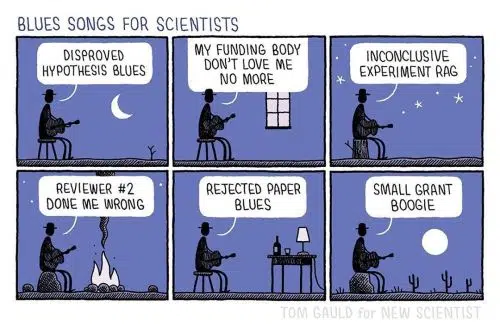 BLUES SONGS FOR SCIENTISTS
DISPROVED
HYPOTHESIS BLUES
MY FUNDING BODY
DON'T LOVE ME
NO MORE
INCONCLUSIVE
EXPERIMENT RAG
REVIEWER #2
DONE ME WRONG
REJECTED PAPER
BLUES
SMALL GRANT
BOOGIE
TOM GAULD for NEW SCIENTIST